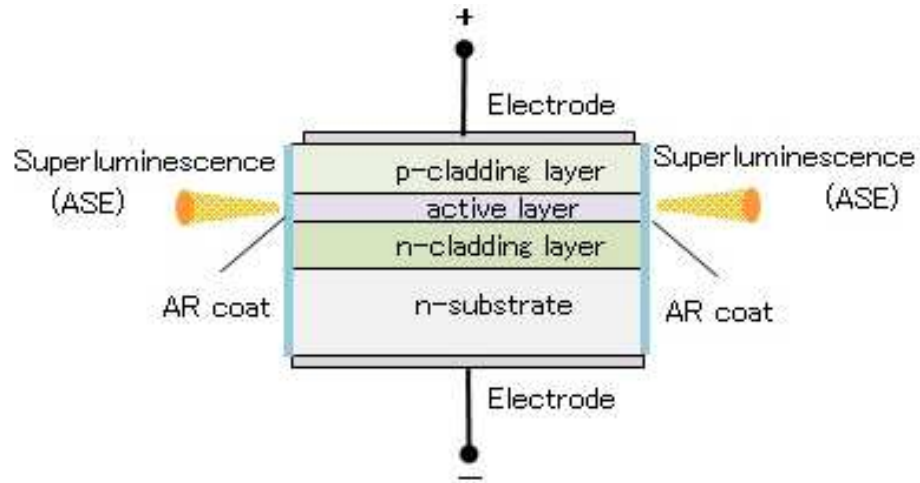 +
Electrode
Superluminescence
(ASE)
Superluminescence
(ASE)
p-cladding layer
active layer
n-cladding layer
n-substrate
AR coat
AR coat
Electrode
−